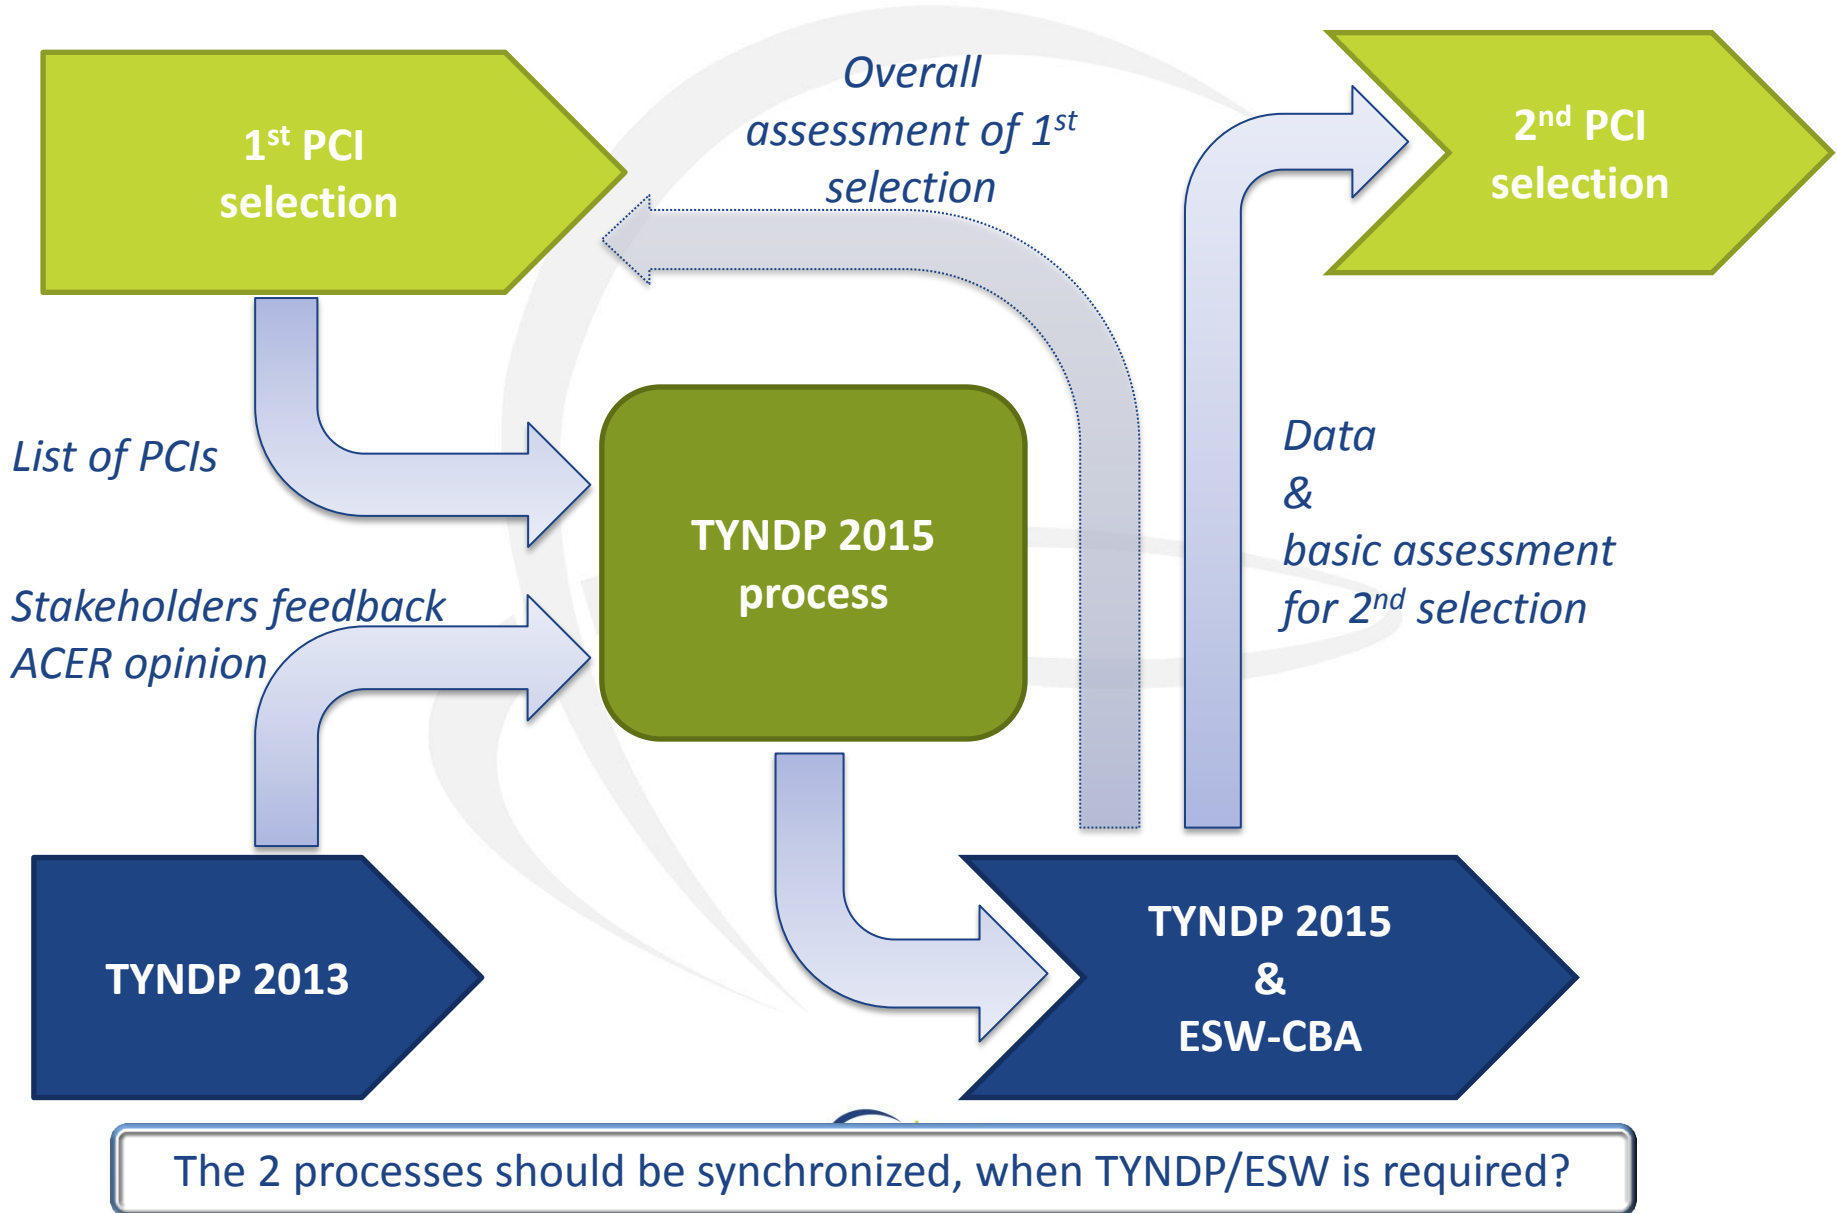 1st PCI
selection
Overall
assessment of 1st
selection
2nd PCI
selection
List of PCIs
Stakeholders feedback
ACER opinion
TYNDP 2015
process
Data
&
basic assessment
for 2nd selection
TYNDP 2013
TYNDP 2015
&
ESW-CBA
The 2 processes should be synchronized, when TYNDP/ESW is required?